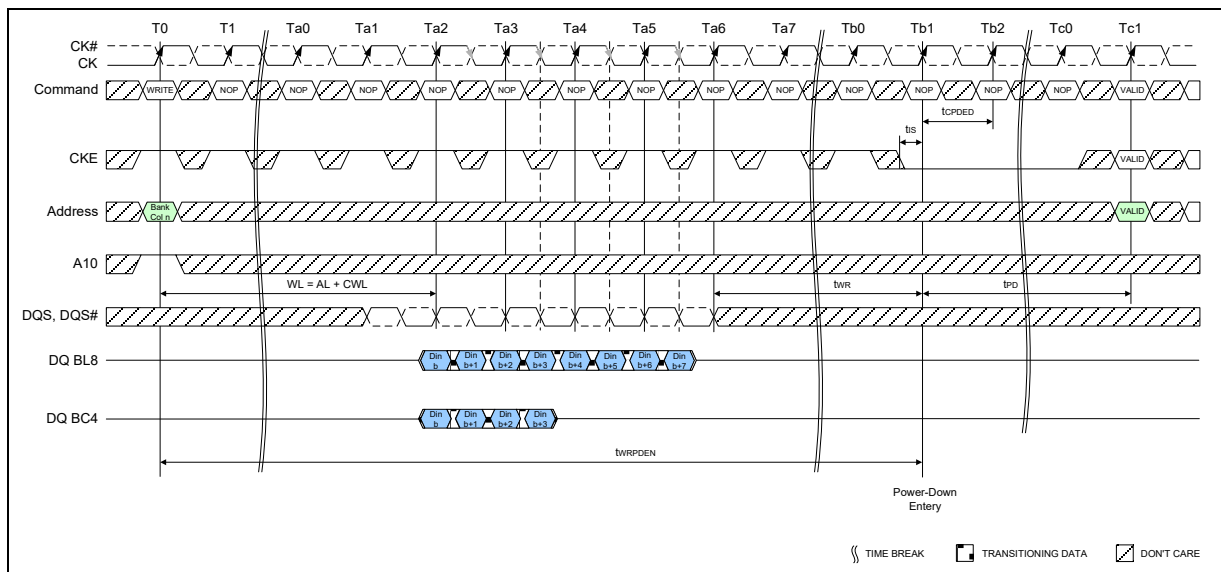 T0 T1 Ta0 Ta1 Ta2 Ta3 Ta4 Ta5 Ta6 Ta7 Tb0 Tb1 Tb2 Tc0 Tc1
CK#
CK
Command WRITE NOP NOP NOP NOP NOP NOP NOP NOP NOP NOP NOP NOP NOP VALID
tCPDED
tIS
CKE VALID
Address Bank Col n VALID
A10
WL = AL + CWL tWR tPD
DQS, DQS#
DQ BL8 Din b Din b+1 Din b+2 Din b+3 Din b+4 Din b+5 Din b+6 Din b+7
DQ BC4 Din b Din b+1 Din b+2 Din b+3
tWRPDEN
Power-Down
Entery
TIME BREAK TRANSITIONING DATA DON'T CARE